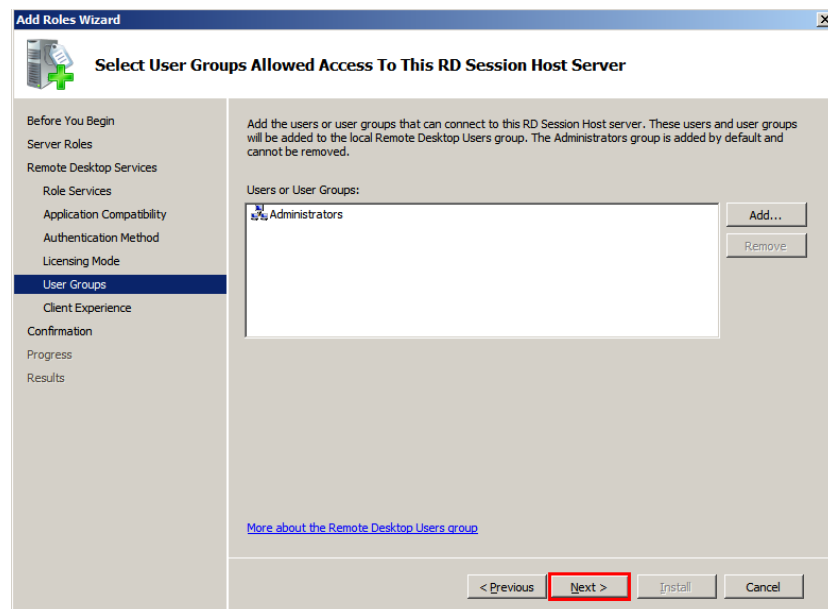 Add Roles Wizard
Select User Groups Allowed Access To This RD Session Host Server
Before You Begin
Server Roles
Remote Desktop Services
Role Services
Application Compatibility
Authentication Method
Licensing Mode
User Groups
Client Experience
Confirmation
Progress
Results
Add the users or user groups that can connect to this RD Session Host server. These users and user groups
will be added to the local Remote Desktop Users group. The Administrators group is added by default and
cannot be removed.
Users or User Groups:
Administrators
Add...
Remove
More about the Remote Desktop Users group
< Previous
Next >
Install
Cancel